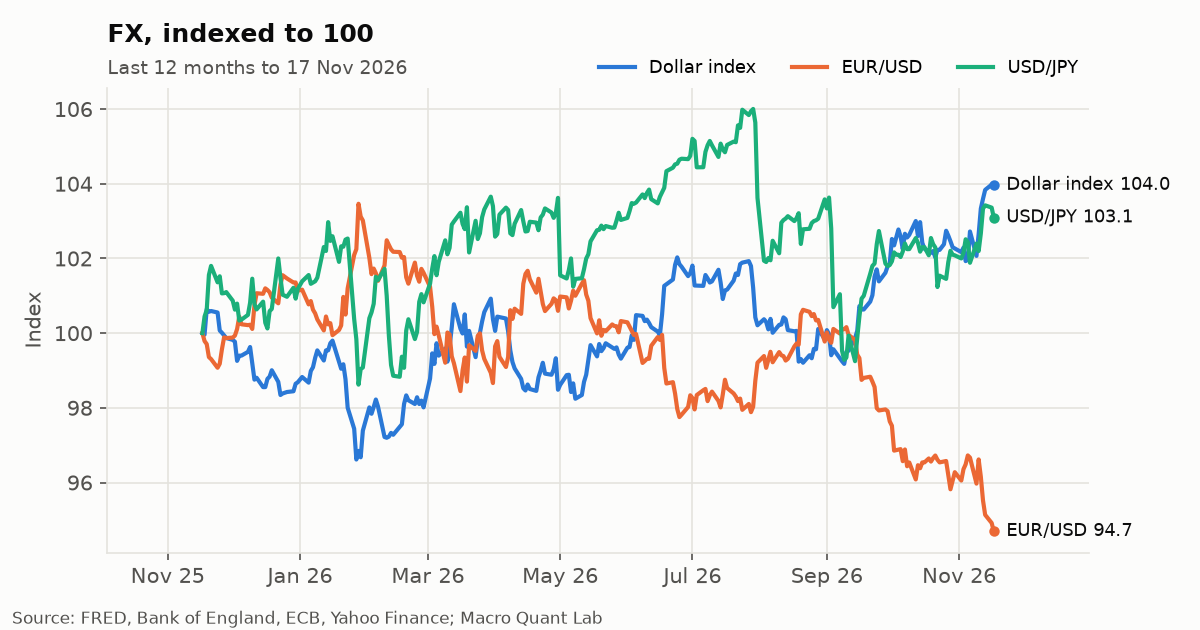 FX, indexed to 100
Last 12 months to 17 Nov 2026
Dollar index
EUR/USD
USD/JPY
106
104
102
100
98
96
Index
Dollar index 104.0
USD/JPY 103.1
EUR/USD 94.7
Nov 25
Jan 26
Mar 26
May 26
Jul 26
Sep 26
Nov 26
Source: FRED, Bank of England, ECB, Yahoo Finance; Macro Quant Lab